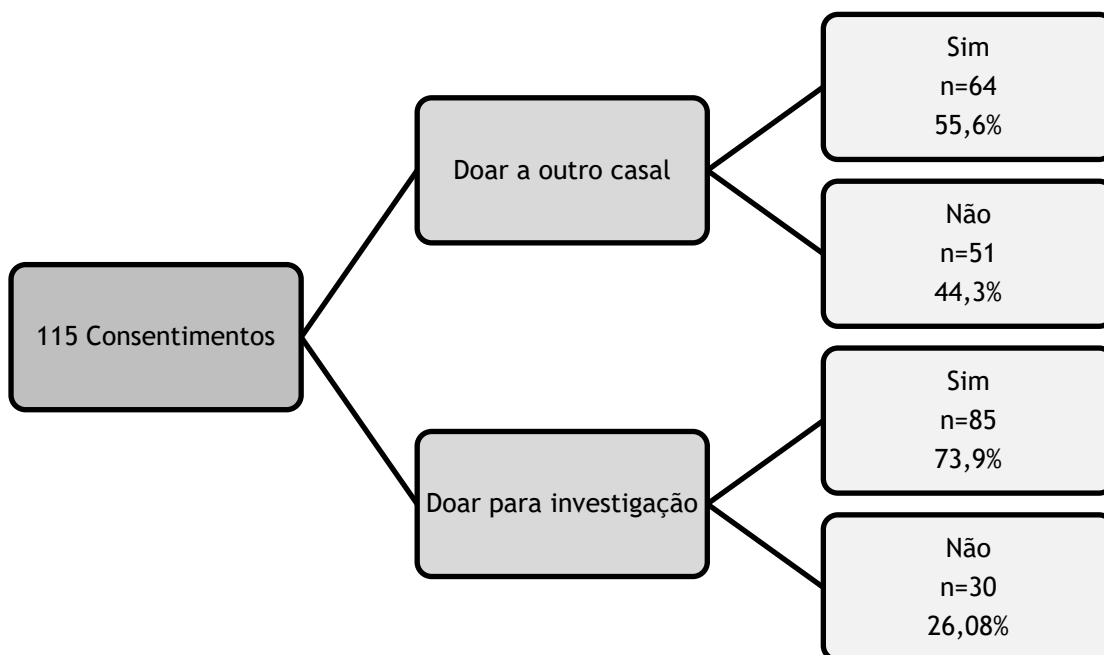 115 Consentimentos
Doar a outro casal
Sim
n=64
55,6%
Não
n=51
44,3%
Doar para investigação
Sim
n=85
73,9%
Não
n=30
26,08%